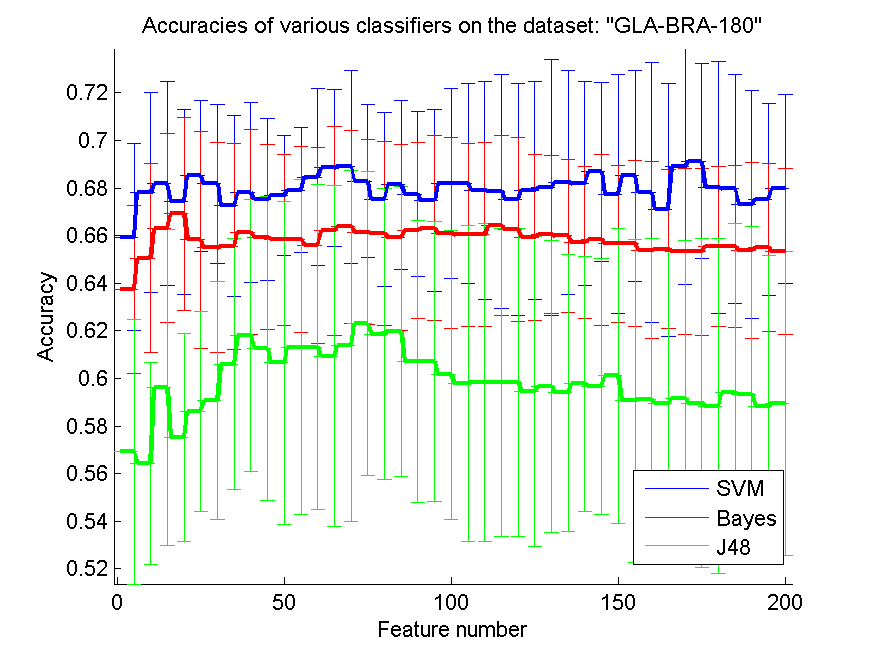 Accuracies of various classifiers on the dataset: "GLA-BRA-180"
0.72
0.7
0.68
0.66
0.64
0.62
0.6
0.58
0.56
0.54
0.52
Accuracy
0 50 100 150 200
Feature number
SVM
Bayes
J48